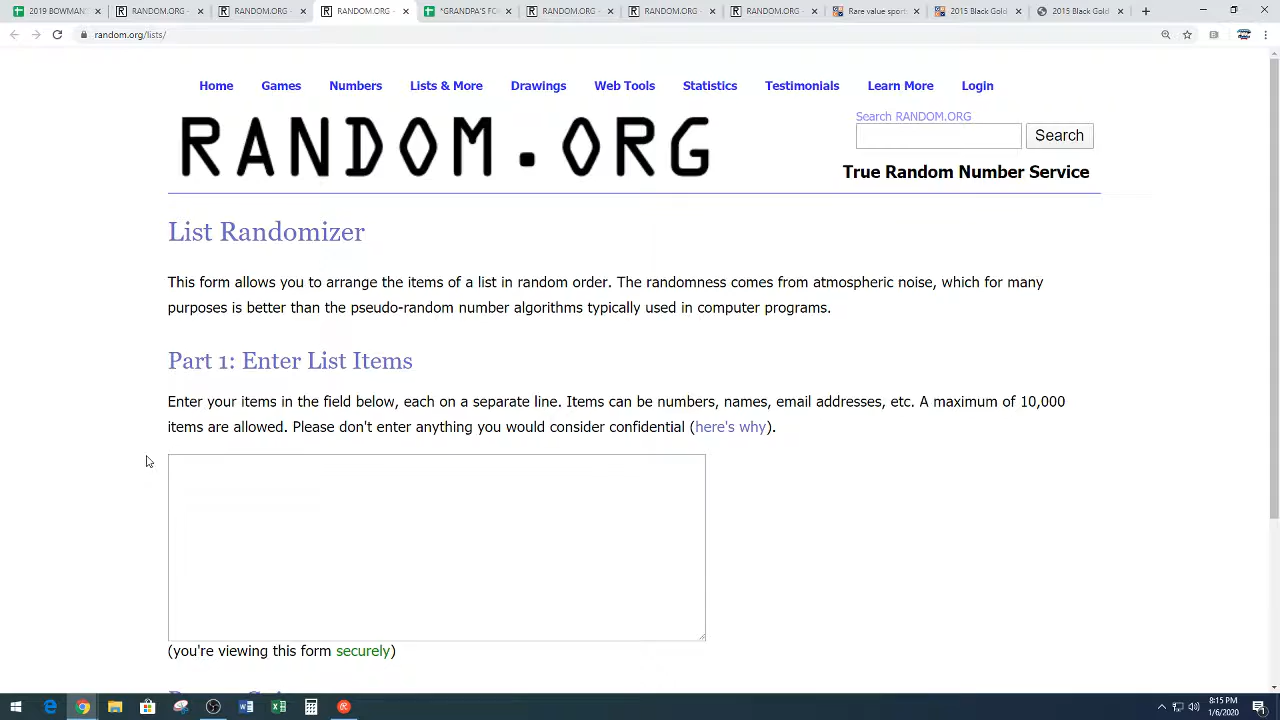 2019 BOWMAN'
RANDOM.ORG -
RANDOM.ORG -
RANDOM.ORG -
*GRANDPA'S FO
RANDOM.ORG -
RANDOM.ORG -
RANDOM.ORG -
Rare value sport
2015 Black Gold
2015 Black Gold
random.org/lists/
Home Games Numbers Lists & More Drawings Web Tools Statistics Testimonials Learn More Login
Search RANDOM.ORG
RANDOM.ORG
Search
True Random Number Service
List Randomizer
This form allows you to arrange the items of a list in random order. The randomness comes from atmospheric noise, which for many
purposes is better than the pseudo-random number algorithms typically used in computer programs.
Part 1: Enter List Items
Enter your items in the field below, each on a separate line. Items can be numbers, names, email addresses, etc. A maximum of 10,000
items are allowed. Please don't enter anything you would consider confidential (here's why).
(you're viewing this form securely)
8:15 PM
1/6/2020